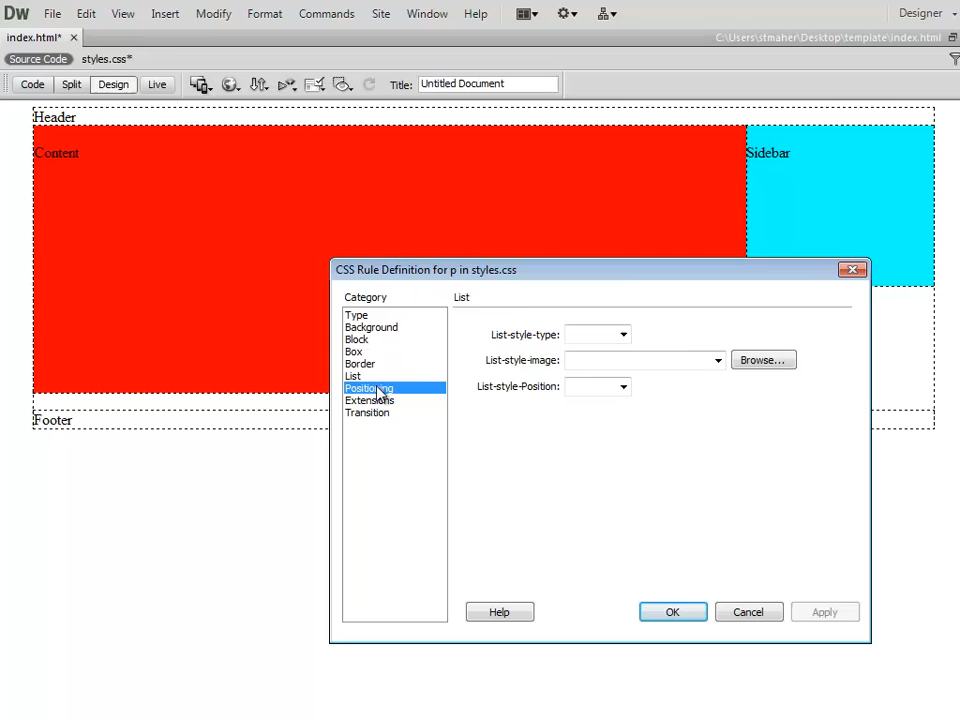 Dw File Edit View Insert Modify Format Commands Site Window Help Designer
index.html* C:\Users\stmaher\Desktop\template\index.html
Source Code styles.css*
Code Split Design Live Title: Untitled Document
Header
Content Sidebar
CSS Rule Definition for p in styles.css
Category List
Type
Background
Block
Box
Border
List
Positioning
Extensions
Transition
List-style-type:
List-style-image: Browse...
List-style-Position:
Footer
Help OK Cancel Apply